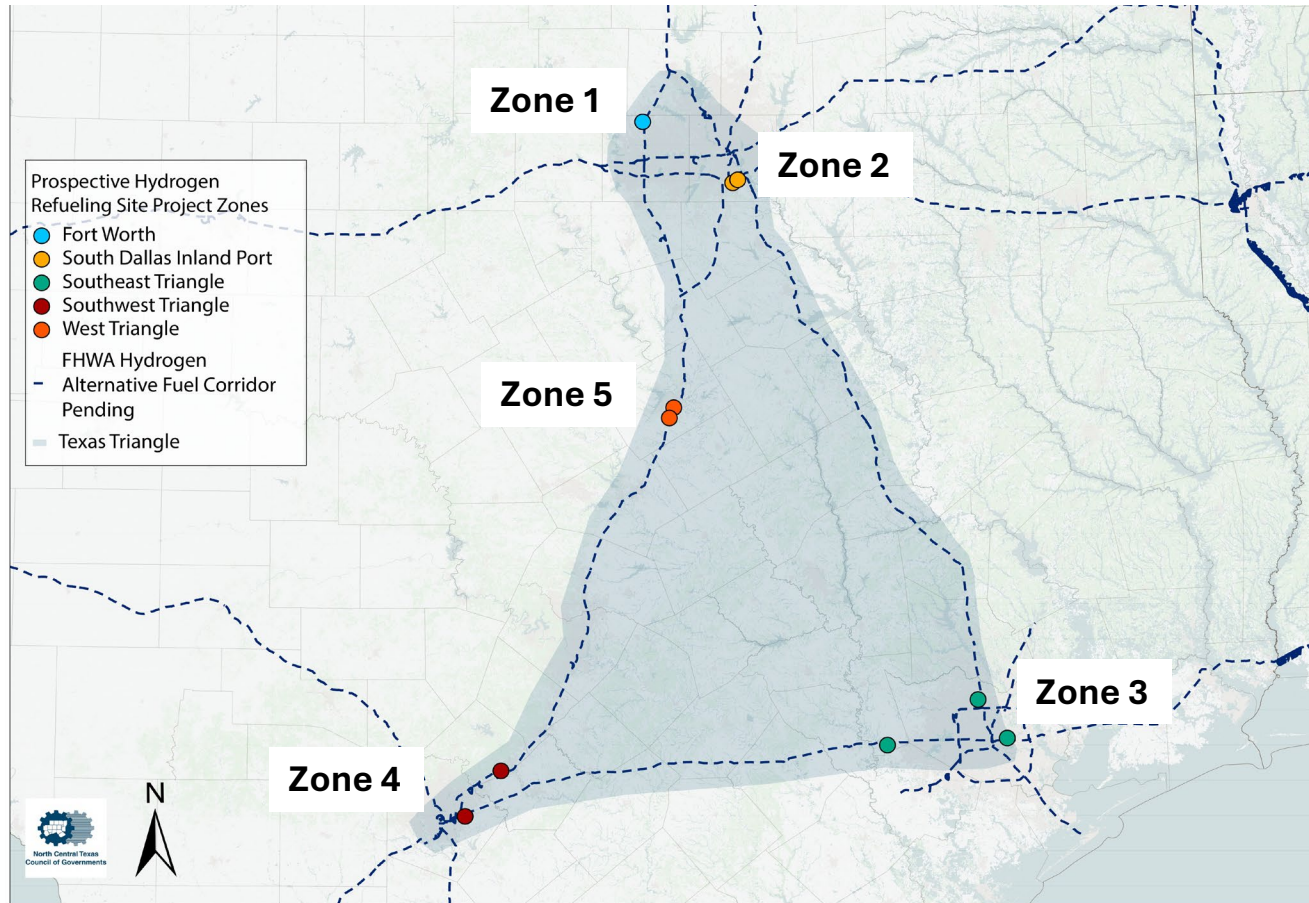 Zone 1
Zone 2
Prospective Hydrogen
Refueling Site Project Zones
Fort Worth
South Dallas Inland Port
Southeast Triangle
Southwest Triangle
West Triangle
FHWA Hydrogen
Alternative Fuel Corridor
Pending
Texas Triangle
Zone 5
Zone 3
Zone 4
N
North Central Texas
Council of Governments